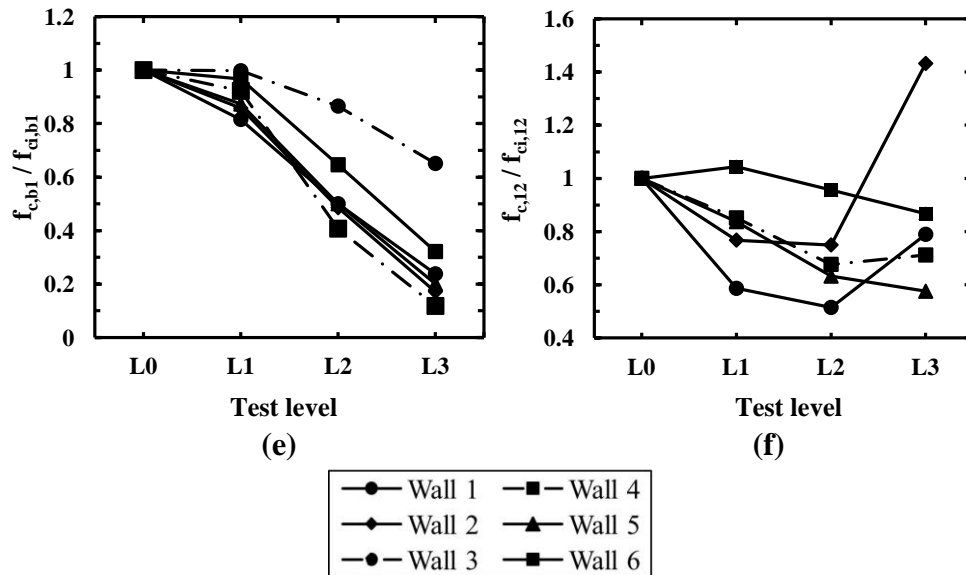 1.2
1
0.8
0.6
0.4
0.2
0
f_c,b1 / f_ci,b1
L0 L1 L2 L3
Test level
(e)
1.6
1.4
1.2
1
0.8
0.6
0.4
f_c,12 / f_ci,12
L0 L1 L2 L3
Test level
(f)
Wall 1 Wall 4
Wall 2 Wall 5
Wall 3 Wall 6